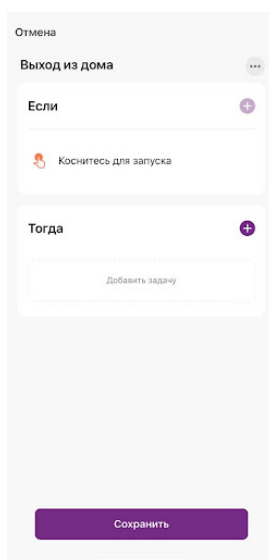 Отмена
Выход из дома
Если
Коснитесь для запуска
Тогда
Добавить задачу
Сохранить